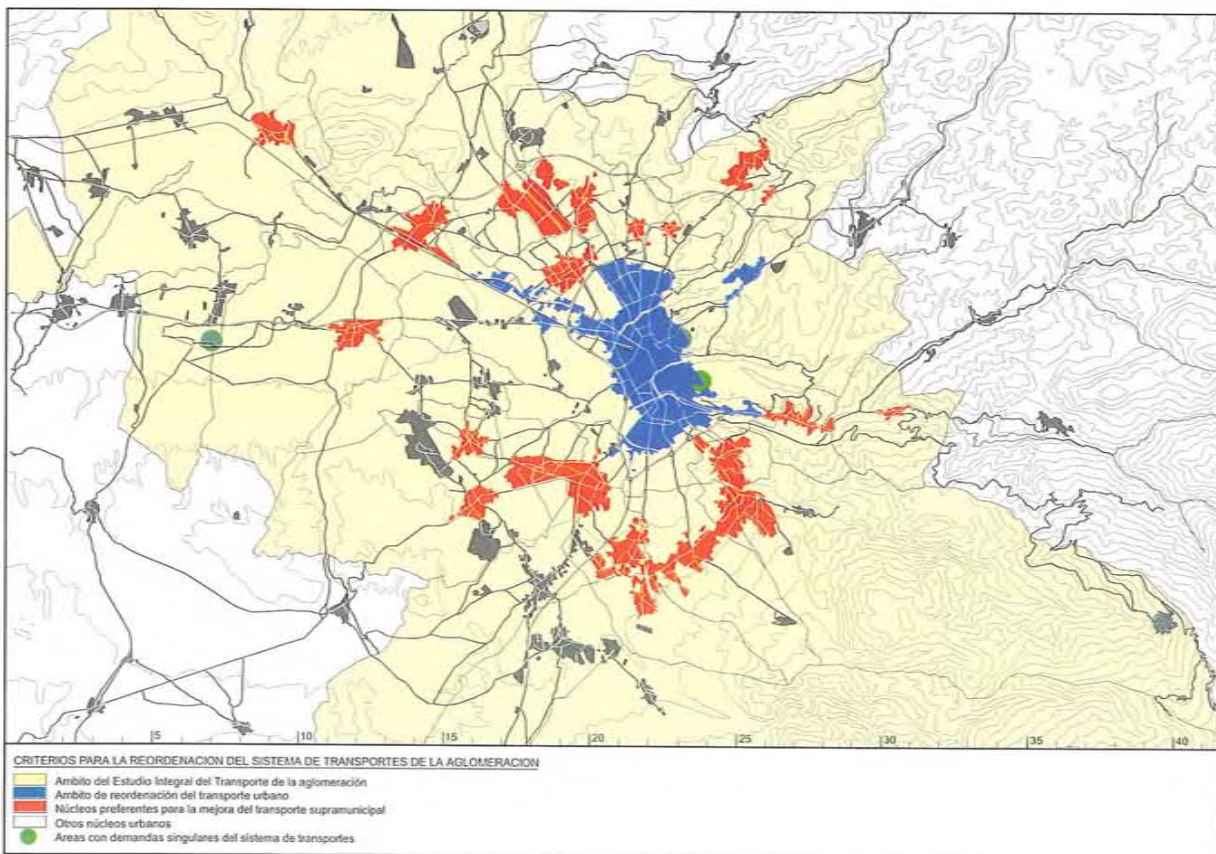 5 10 15 20 25 30 35 40
CRITERIOS PARA LA REORDENACION DEL SISTEMA DE TRANSPORTES DE LA AGLOMERACION
Ambito del Estudio Integral del Transporte de la aglomeración
Ambito de reordenación del transporte urbano
Núcleos preferentes para la mejora del transporte supramunicipal
Otros núcleos urbanos
Areas con demandas singulares del sistema de transportes